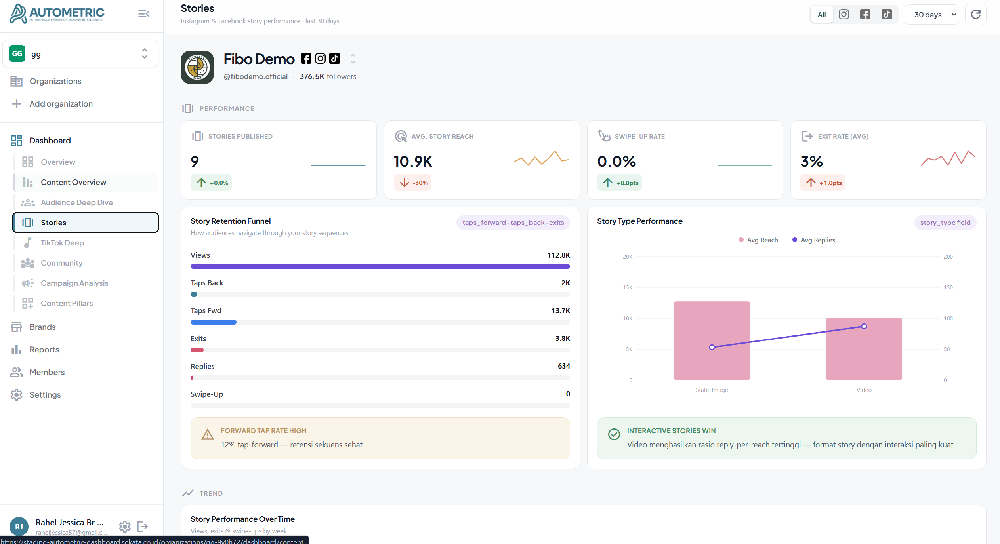 AUTOMETRIC
AUTONOMOUS PRECISSION. SCALING INTELLIGENCE.
GG gg
Organizations
Add organization
Dashboard
Overview
Content Overview
Audience Deep Dive
Stories
TikTok Deep
Community
Campaign Analysis
Content Pillars
Brands
Reports
Members
Settings
RJ
Rahel Jessica Br ...
raheljessica57@gmail.c...
https://staging-autometric-dashboard.sekata.co.id/organizations/gg-9v0h72/dashboard/content
Stories
Instagram & Facebook story performance · last 30 days
All
30 days
FIBONACCI SPACE
Fibo Demo
@fibodemo.official · 376.5K followers
PERFORMANCE
STORIES PUBLISHED
9
+0.0%
AVG. STORY REACH
10.9K
-30%
SWIPE-UP RATE
0.0%
+0.0pts
EXIT RATE (AVG)
3%
+1.0pts
Story Retention Funnel
How audiences navigate through your story sequences
taps_forward · taps_back · exits
Views 112.8K
Taps Back 2K
Taps Fwd 13.7K
Exits 3.8K
Replies 634
Swipe-Up 0
FORWARD TAP RATE HIGH
12% tap-forward — retensi sekuens sehat.
Story Type Performance
story_type field
Avg Reach Avg Replies
20K 200
15K 150
10K 100
5K 50
0 0
Static Image Video
INTERACTIVE STORIES WIN
Video menghasilkan rasio reply-per-reach tertinggi — format story dengan interaksi paling kuat.
TREND
Story Performance Over Time
Views, exits & swipe-ups by week